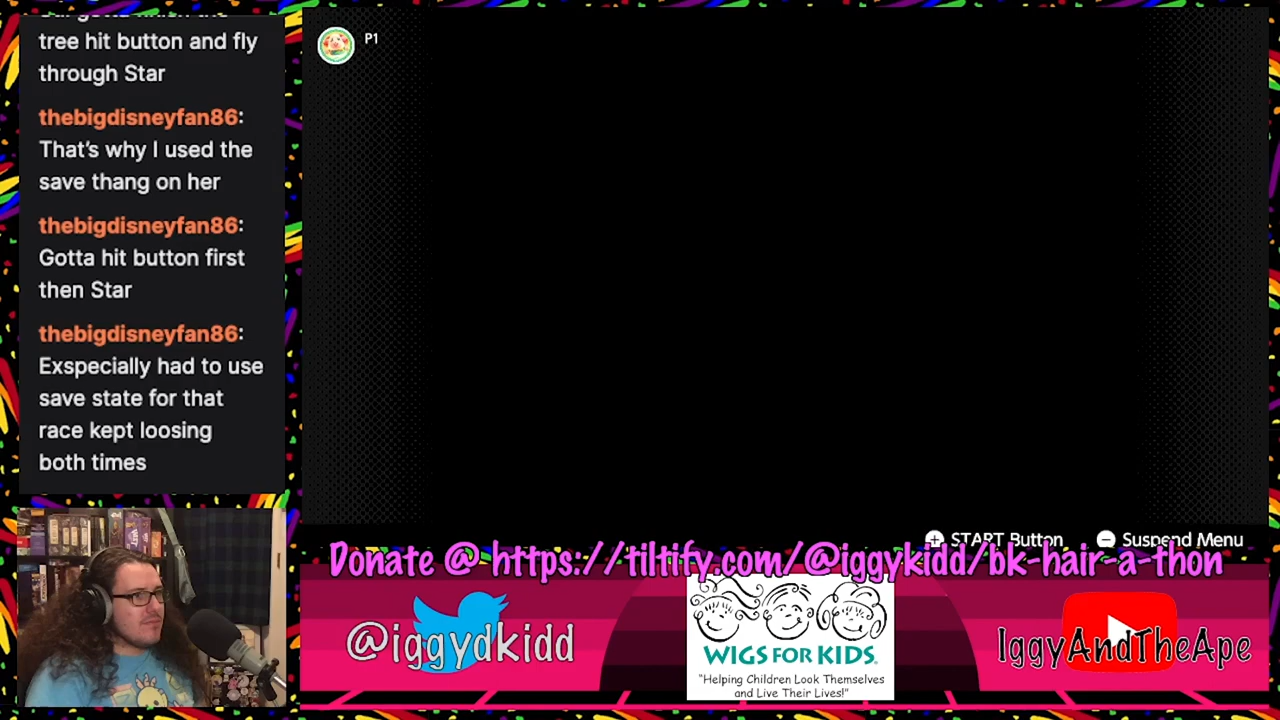 tree hit button and fly
through Star
thebigdisneyfan86:
That's why I used the
save thang on her
thebigdisneyfan86:
Gotta hit button first
then Star
thebigdisneyfan86:
Exspecially had to use
save state for that
race kept loosing
both times
P1
START Button
Suspend Menu
Donate @ https://tiltify.com/@iggykidd/bk-hair-a-thon
@iggydkidd
WIGS FOR KIDS.
"Helping Children Look Themselves
and Live Their Lives!"
IggyAndTheApe